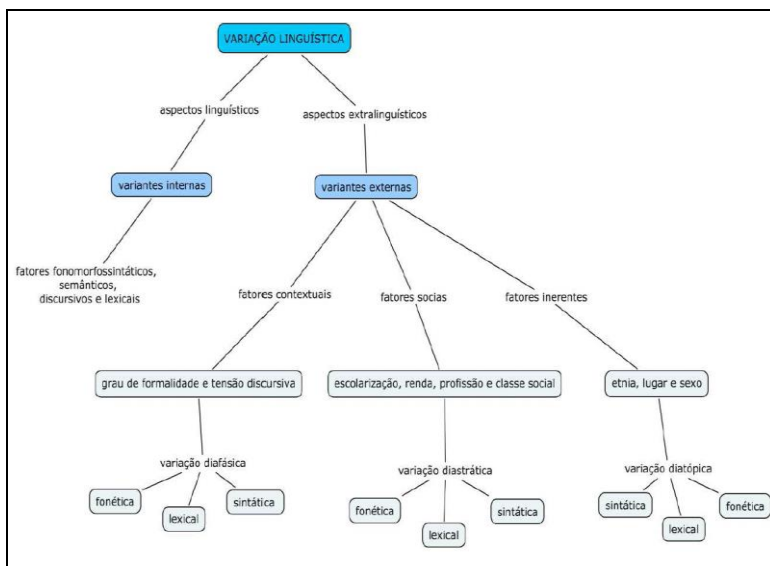 VARIAÇÃO LINGUÍSTICA
aspectos linguísticos
aspectos extralinguísticos
variantes internas
variantes externas
fatores fonomorfossintáticos,
semânticos,
discursivos e lexicais
fatores contextuais
fatores socias
fatores inerentes
grau de formalidade e tensão discursiva
escolarização, renda, profissão e classe social
etnia, lugar e sexo
variação diafásica
variação diastrática
variação diatópica
fonética
lexical
sintática
fonética
lexical
sintática
sintática
lexical
fonética